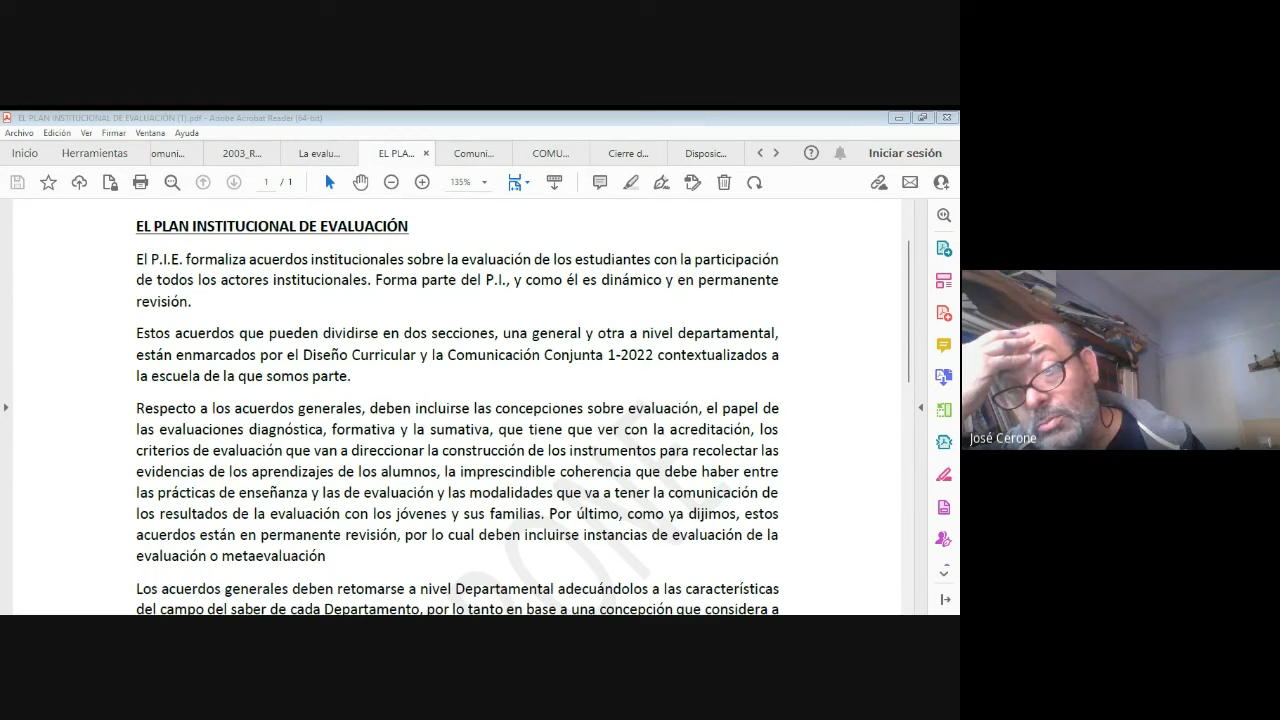 EL PLAN INSTITUCIONAL DE EVALUACIÓN (1).pdf - Adobe Acrobat Reader (64-bit)
Archivo Edición Ver Firmar Ventana Ayuda
Inicio Herramientas omuni... 2003_R... La evalu... EL PLA... Comuni... COMU... Cierre d... Disposic... Iniciar sesión
1 / 1 135%
EL PLAN INSTITUCIONAL DE EVALUACIÓN
El P.I.E. formaliza acuerdos institucionales sobre la evaluación de los estudiantes con la participación
de todos los actores institucionales. Forma parte del P.I., y como él es dinámico y en permanente
revisión.
Estos acuerdos que pueden dividirse en dos secciones, una general y otra a nivel departamental,
están enmarcados por el Diseño Curricular y la Comunicación Conjunta 1-2022 contextualizados a
la escuela de la que somos parte.
Respecto a los acuerdos generales, deben incluirse las concepciones sobre evaluación, el papel de
las evaluaciones diagnóstica, formativa y la sumativa, que tiene que ver con la acreditación, los
criterios de evaluación que van a direccionar la construcción de los instrumentos para recolectar las
evidencias de los aprendizajes de los alumnos, la imprescindible coherencia que debe haber entre
las prácticas de enseñanza y las de evaluación y las modalidades que va a tener la comunicación de
los resultados de la evaluación con los jóvenes y sus familias. Por último, como ya dijimos, estos
acuerdos están en permanente revisión, por lo cual deben incluirse instancias de evaluación de la
evaluación o metaevaluación
Los acuerdos generales deben retomarse a nivel Departamental adecuándolos a las características
del campo del saber de cada Departamento, por lo tanto en base a una concepción que considera a
José Cerone